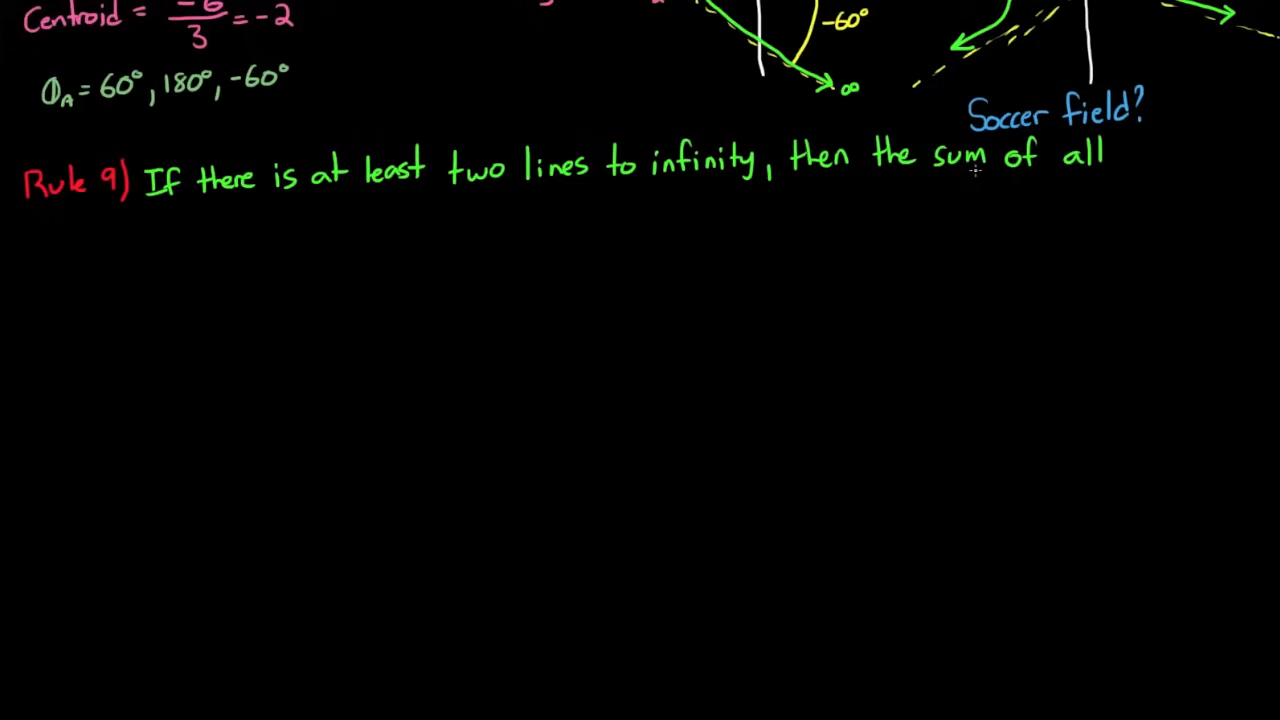 Centroid = -6/3 = -2
-60°
∞
Φ_A = 60°, 180°, -60°
Soccer field?
Rule 9) If there is at least two lines to infinity, then the sum of all